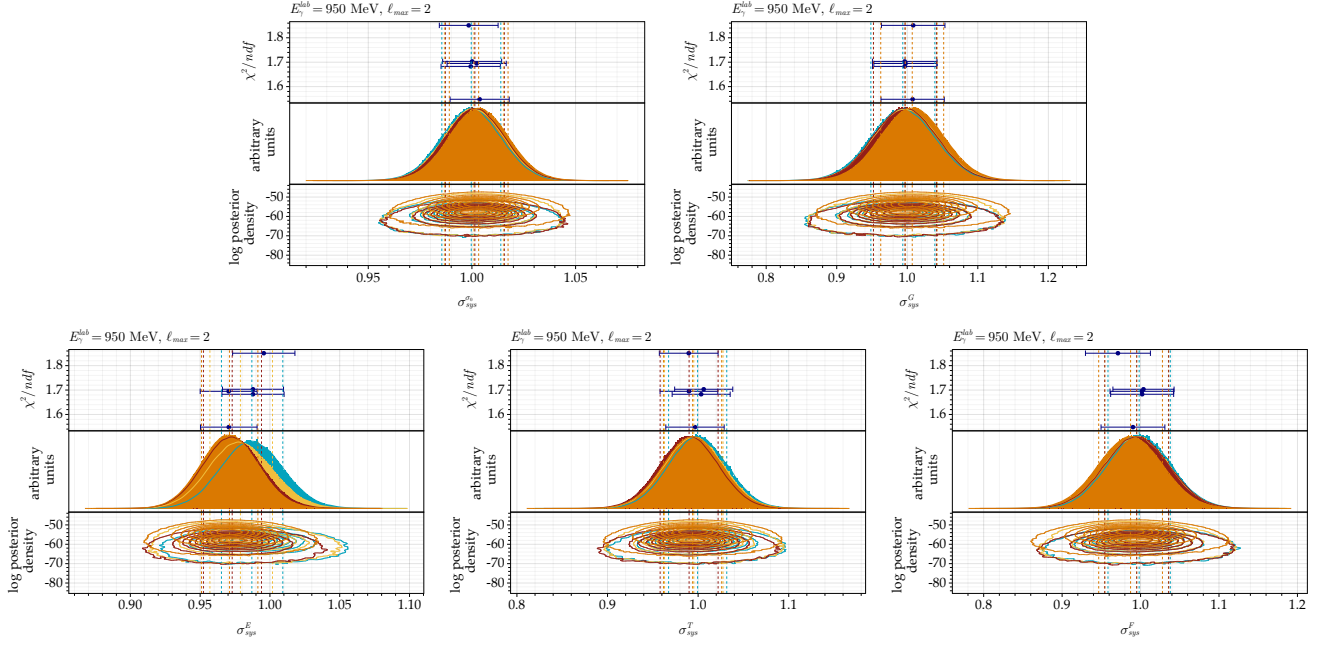 E_γ^lab = 950 MeV, ℓ_max = 2
χ²/ndf
1.8
1.7
1.6
arbitrary
units
log posterior
density
-50
-60
-70
-80
0.95 1.00 1.05
σ_sys^σ₀
E_γ^lab = 950 MeV, ℓ_max = 2
χ²/ndf
1.8
1.7
1.6
arbitrary
units
log posterior
density
-50
-60
-70
-80
0.8 0.9 1.0 1.1 1.2
σ_sys^G
E_γ^lab = 950 MeV, ℓ_max = 2
χ²/ndf
1.8
1.7
1.6
arbitrary
units
log posterior
density
-50
-60
-70
-80
0.90 0.95 1.00 1.05 1.10
σ_sys^E
E_γ^lab = 950 MeV, ℓ_max = 2
χ²/ndf
1.8
1.7
1.6
arbitrary
units
log posterior
density
-50
-60
-70
-80
0.8 0.9 1.0 1.1
σ_sys^T
E_γ^lab = 950 MeV, ℓ_max = 2
χ²/ndf
1.8
1.7
1.6
arbitrary
units
log posterior
density
-50
-60
-70
-80
0.8 0.9 1.0 1.1 1.2
σ_sys^F